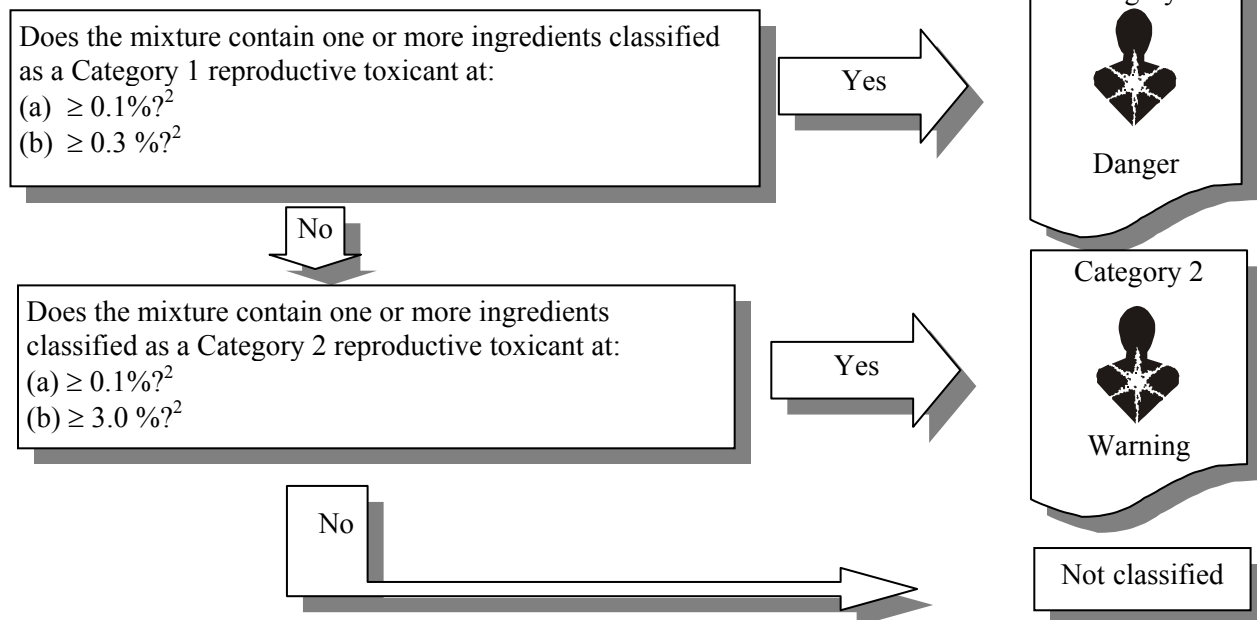 Does the mixture contain one or more ingredients classified
as a Category 1 reproductive toxicant at:
(a) ≥ 0.1%?²
(b) ≥ 0.3 %?²
Yes
Danger
No
Does the mixture contain one or more ingredients
classified as a Category 2 reproductive toxicant at:
(a) ≥ 0.1%?²
(b) ≥ 3.0 %?²
Yes
Category 2
Warning
No
Not classified